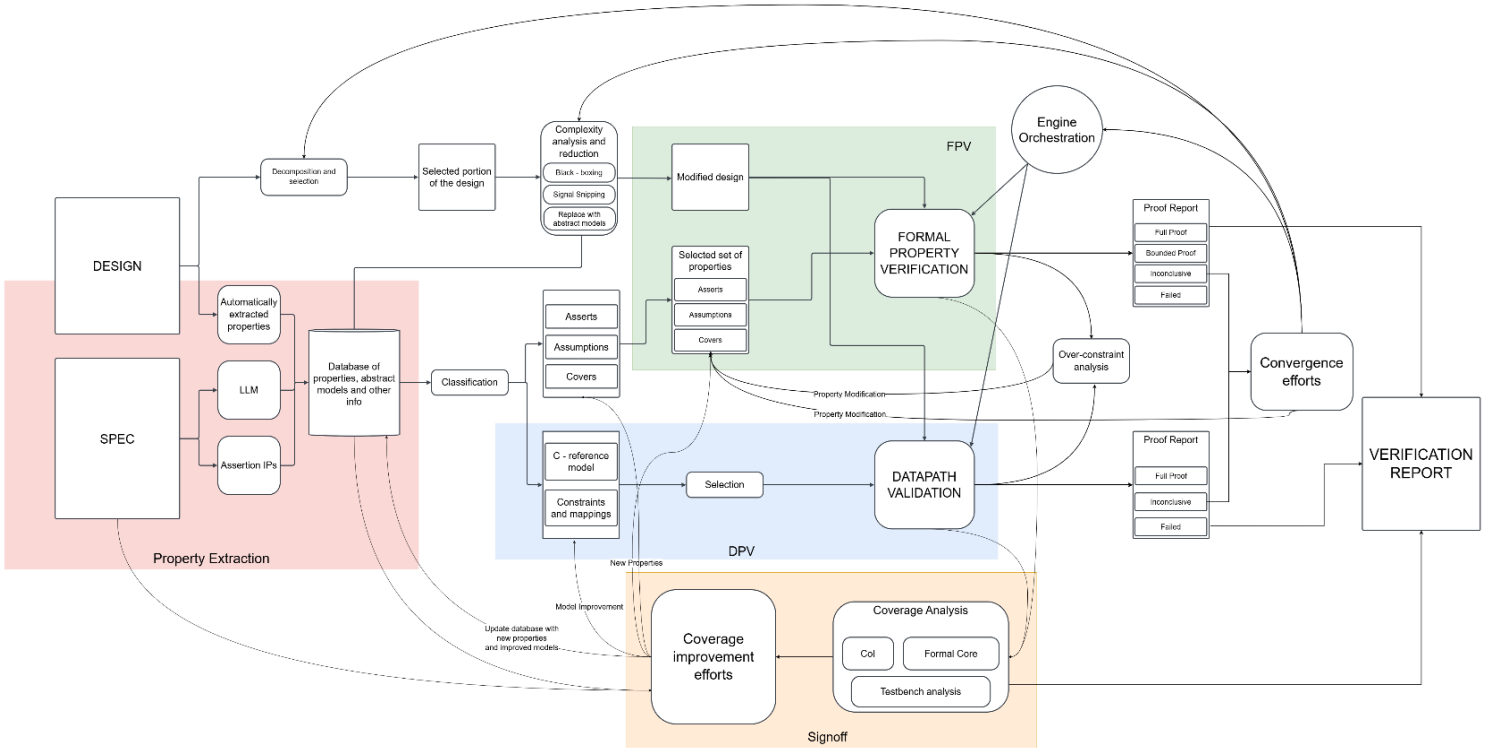 Complexity
analysis and
reduction
Black - boxing
Signal Snipping
Replace with
abstract models
Engine
Orchestration
FPV
Decomposition and
selection
Selected portion
of the design
Modified design
DESIGN
FORMAL
PROPERTY
VERIFICATION
Proof Report
Full Proof
Bounded Proof
Inconclusive
Failed
Selected set of
properties
Asserts
Assumptions
Covers
Automatically
extracted
properties
Asserts
Assumptions
Covers
Over-constraint
analysis
Convergence
efforts
Database of
properties, abstract
models and other
info
Classification
LLM
Property Modification
Property Modification
SPEC
Assertion IPs
C - reference
model
Constraints
and mappings
Selection
DATAPATH
VALIDATION
Proof Report
Full Proof
Inconclusive
Failed
VERIFICATION
REPORT
Property Extraction
DPV
New Properties
Model Improvement
Update database with
new properties
and improved models
Coverage
improvement
efforts
Coverage Analysis
CoI
Formal Core
Testbench analysis
Signoff